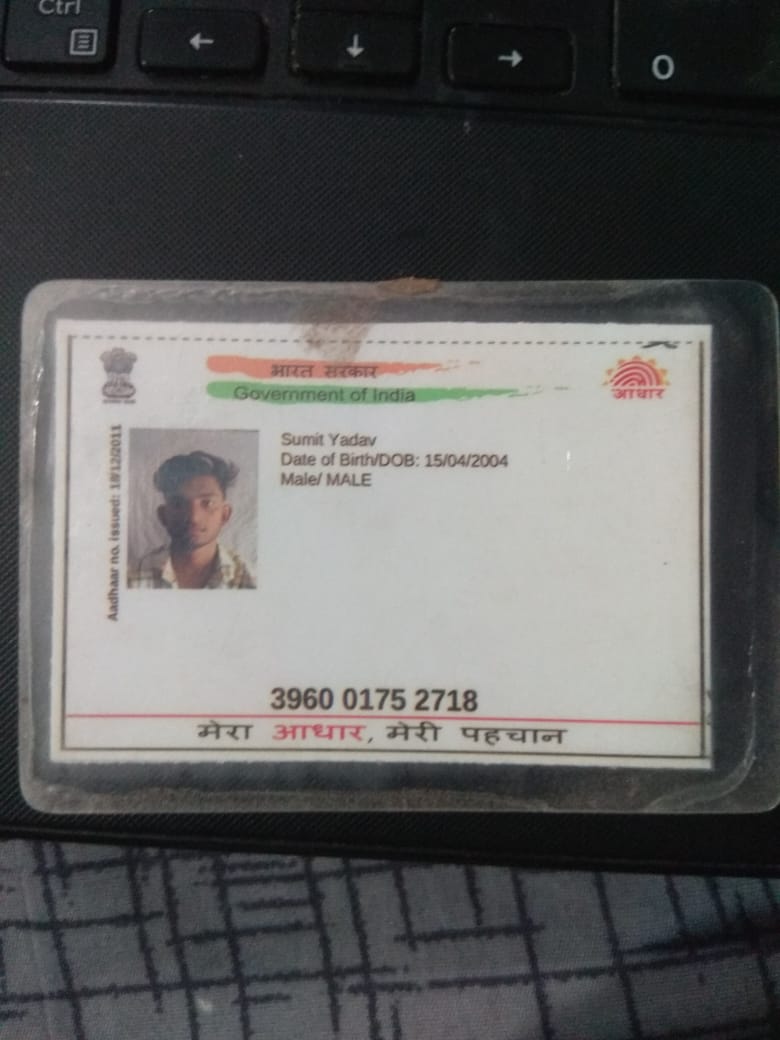 Ctrl
0
भारत सरकार
Government of India
आधार
Sumit Yadav
Date of Birth/DOB: 15/04/2004
Male/ MALE
Aadhaar no. issued: 18/12/2011
3960 0175 2718
मेरा आधार, मेरी पहचान